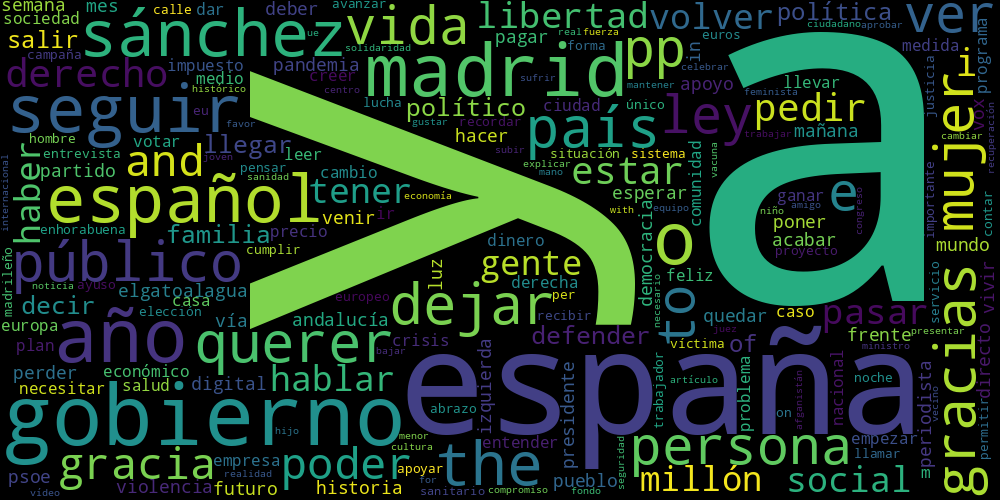 semana
mes
calle
dar
sánchez
vida
libertad
volver
política
ver
sociedad
deber
avanzar
ue
solidaridad
pagar
real
fuerza
in
euros
ciudadano
aprobar
salir
campaña
impuesto
pandemia
madrid
pp
forma
medida
i
programa
derecho
medio
creer
sufrir
celebrar
apoyo
llevar
justicia
histórico
centro
mantener
único
feminista
vox
seguir
eu
lucha
político
ciudad
ley
pedir
trabajar
cambiar
recuperación
favor
gustar
recordar
país
mañana
hombre
votar
llegar
hacer
internacional
haber
entrevista
joven
leer
subir
situación
sistema
vacuna
partido
and
pensar
cambio
explicar
estar
comunidad
importante
mujer
español
sanidad
tener
mano
esperar
ganar
e
contar
economía
ir
venir
with
equipo
niño
amigo
poner
congreso
enhorabuena
familia
precio
o
acabar
mundo
madrileño
público
cumplir
dinero
democracia
proyecto
noticia
ayuso
europeo
luz
gente
derecha
feliz
necesario
ya
a
decir
elgatoalagua
casa
per
to
quedar
caso
pasar
servicio
vivir
elección
dejar
recibir
europa
año
vía
andalucía
defender
víctima
of
juez
frente
presentar
plan
querer
crisis
bajar
españa
ministro
gracias
perder
económico
izquierda
presidente
trabajador
artículo
problema
nacional
noche
periodista
vecino
directo
permitir
necesitar
salud
digital
hablar
abrazo
on
afganistán
gobierno
hijo
menor
cultura
entender
persona
empezar
llamar
psoe
gracia
empresa
realidad
poder
apoyar
the
pueblo
seguridad
millón
social
violencia
vídeo
futuro
historia
sanitario
for
compromiso
fondo